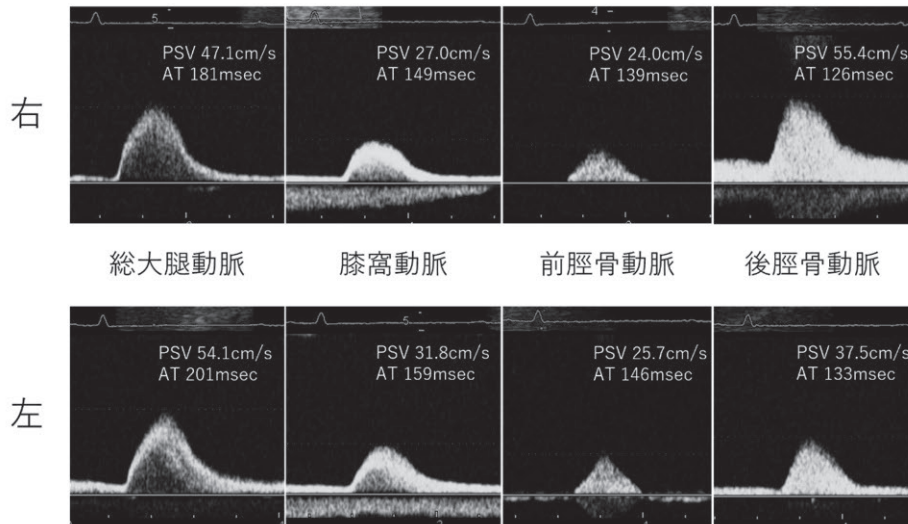 5
4
PSV 47.1cm/s
AT 181msec
PSV 27.0cm/s
AT 149msec
PSV 24.0cm/s
AT 139msec
PSV 55.4cm/s
AT 126msec
右
総大腿動脈
膝窩動脈
前脛骨動脈
後脛骨動脈
5
PSV 54.1cm/s
AT 201msec
PSV 31.8cm/s
AT 159msec
PSV 25.7cm/s
AT 146msec
PSV 37.5cm/s
AT 133msec
左